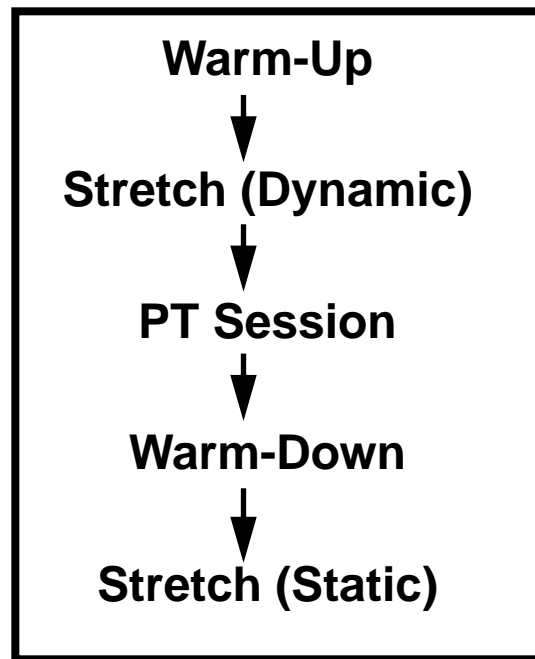 Warm-Up
Stretch (Dynamic)
PT Session
Warm-Down
Stretch (Static)